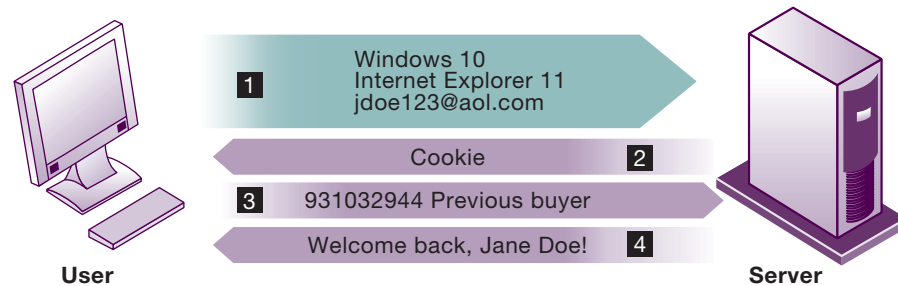 1
Windows 10
Internet Explorer 11
jdoe123@aol.com
Cookie 2
3 931032944 Previous buyer
Welcome back, Jane Doe! 4
User
Server